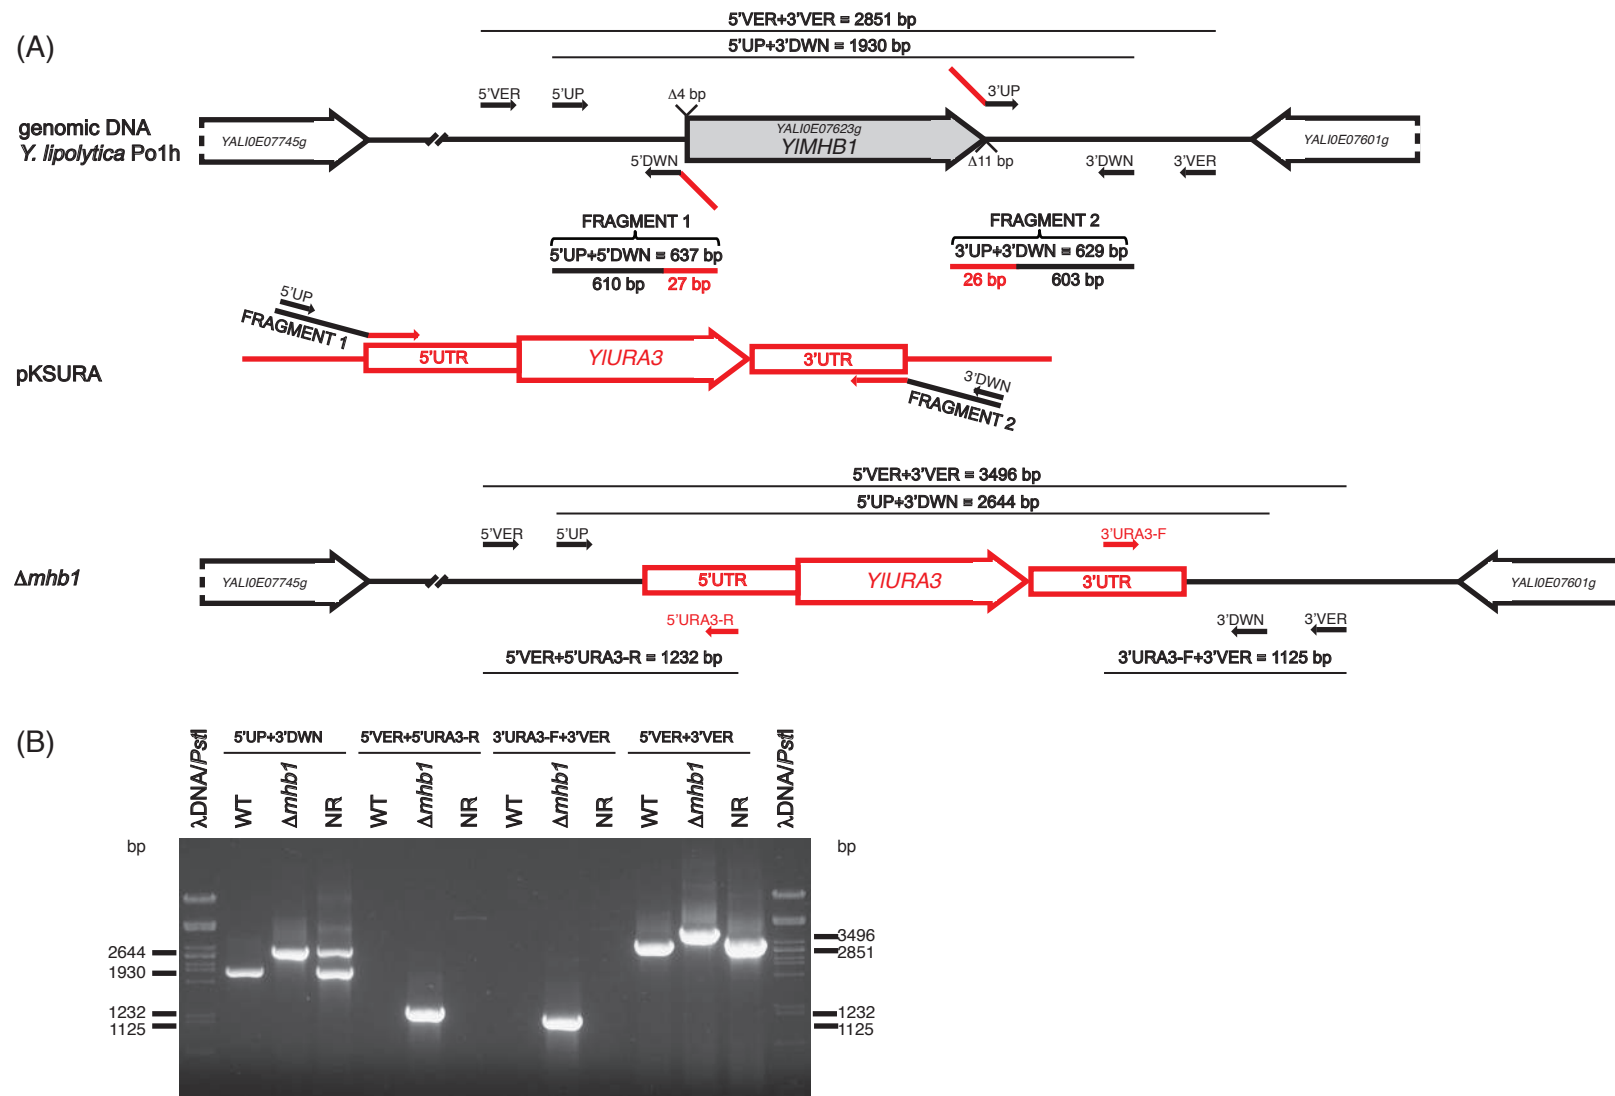 (A)
5'VER+3'VER = 2851 bp
5'UP+3'DWN = 1930 bp
5'VER
5'UP
Δ4 bp
3'UP
genomic DNA
Y. lipolytica Po1h
YALI0E07745g
YALI0E07623g
YlMHB1
YALI0E07601g
5'DWN
Δ11 bp
3'DWN
3'VER
FRAGMENT 1
FRAGMENT 2
5'UP+5'DWN = 637 bp
3'UP+3'DWN = 629 bp
610 bp
27 bp
26 bp
603 bp
5'UP
FRAGMENT 1
pKSURA
5'UTR
YlURA3
3'UTR
3'DWN
FRAGMENT 2
5'VER+3'VER = 3496 bp
5'UP+3'DWN = 2644 bp
5'VER
5'UP
3'URA3-F
Δmhb1
YALI0E07745g
5'UTR
YlURA3
3'UTR
YALI0E07601g
5'URA3-R
3'DWN
3'VER
5'VER+5'URA3-R = 1232 bp
3'URA3-F+3'VER = 1125 bp
(B)
λDNA/PstI
5'UP+3'DWN
5'VER+5'URA3-R
3'URA3-F+3'VER
5'VER+3'VER
λDNA/PstI
WT
Δmhb1
NR
WT
Δmhb1
NR
WT
Δmhb1
NR
WT
Δmhb1
NR
bp
bp
2644
1930
1232
1125
3496
2851
1232
1125